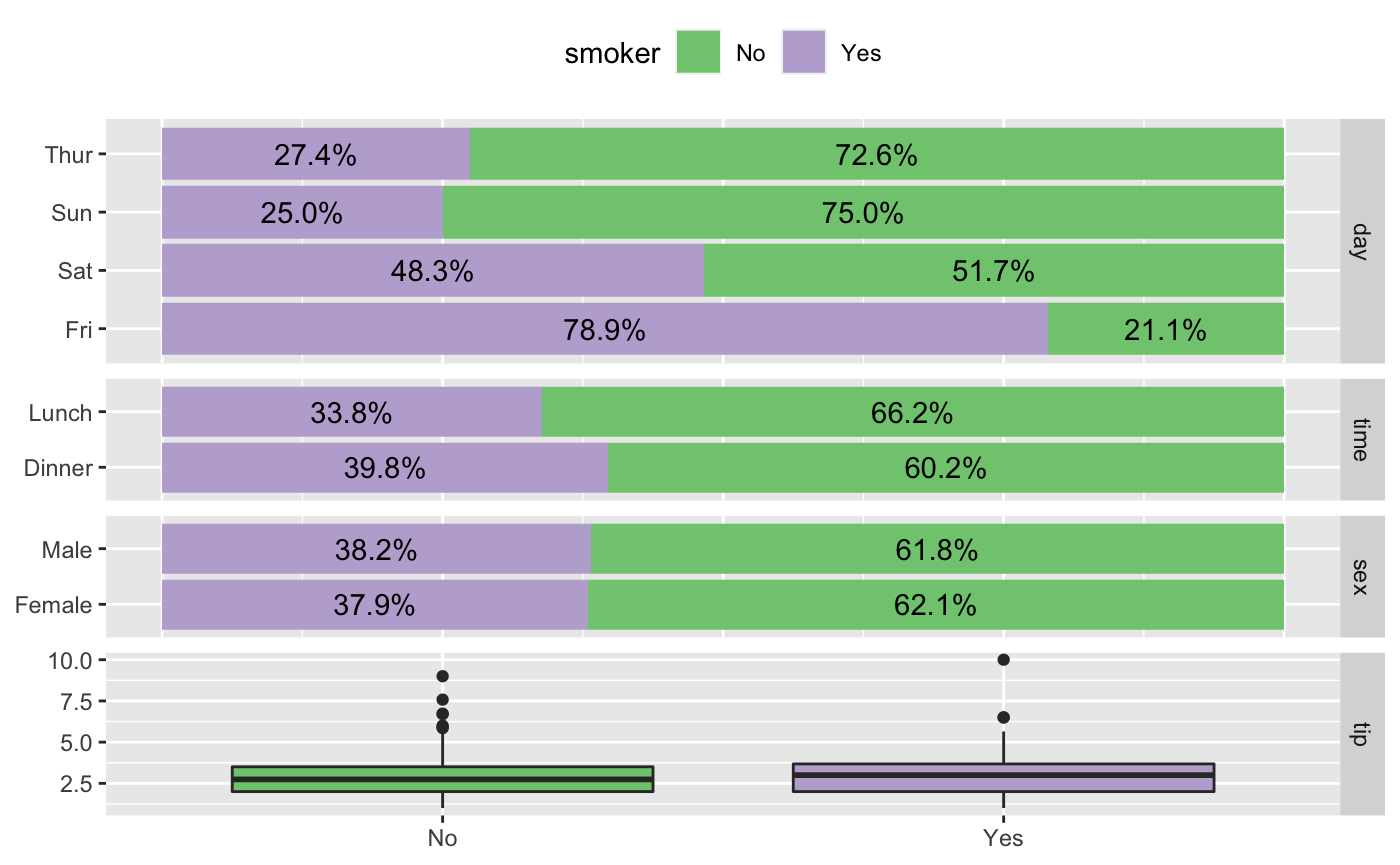 smoker No Yes
Thur 27.4% 72.6%
Sun 25.0% 75.0%
Sat 48.3% 51.7%
Fri 78.9% 21.1%
day
Lunch 33.8% 66.2%
Dinner 39.8% 60.2%
time
Male 38.2% 61.8%
Female 37.9% 62.1%
sex
10.0
7.5
5.0
2.5
tip
No Yes